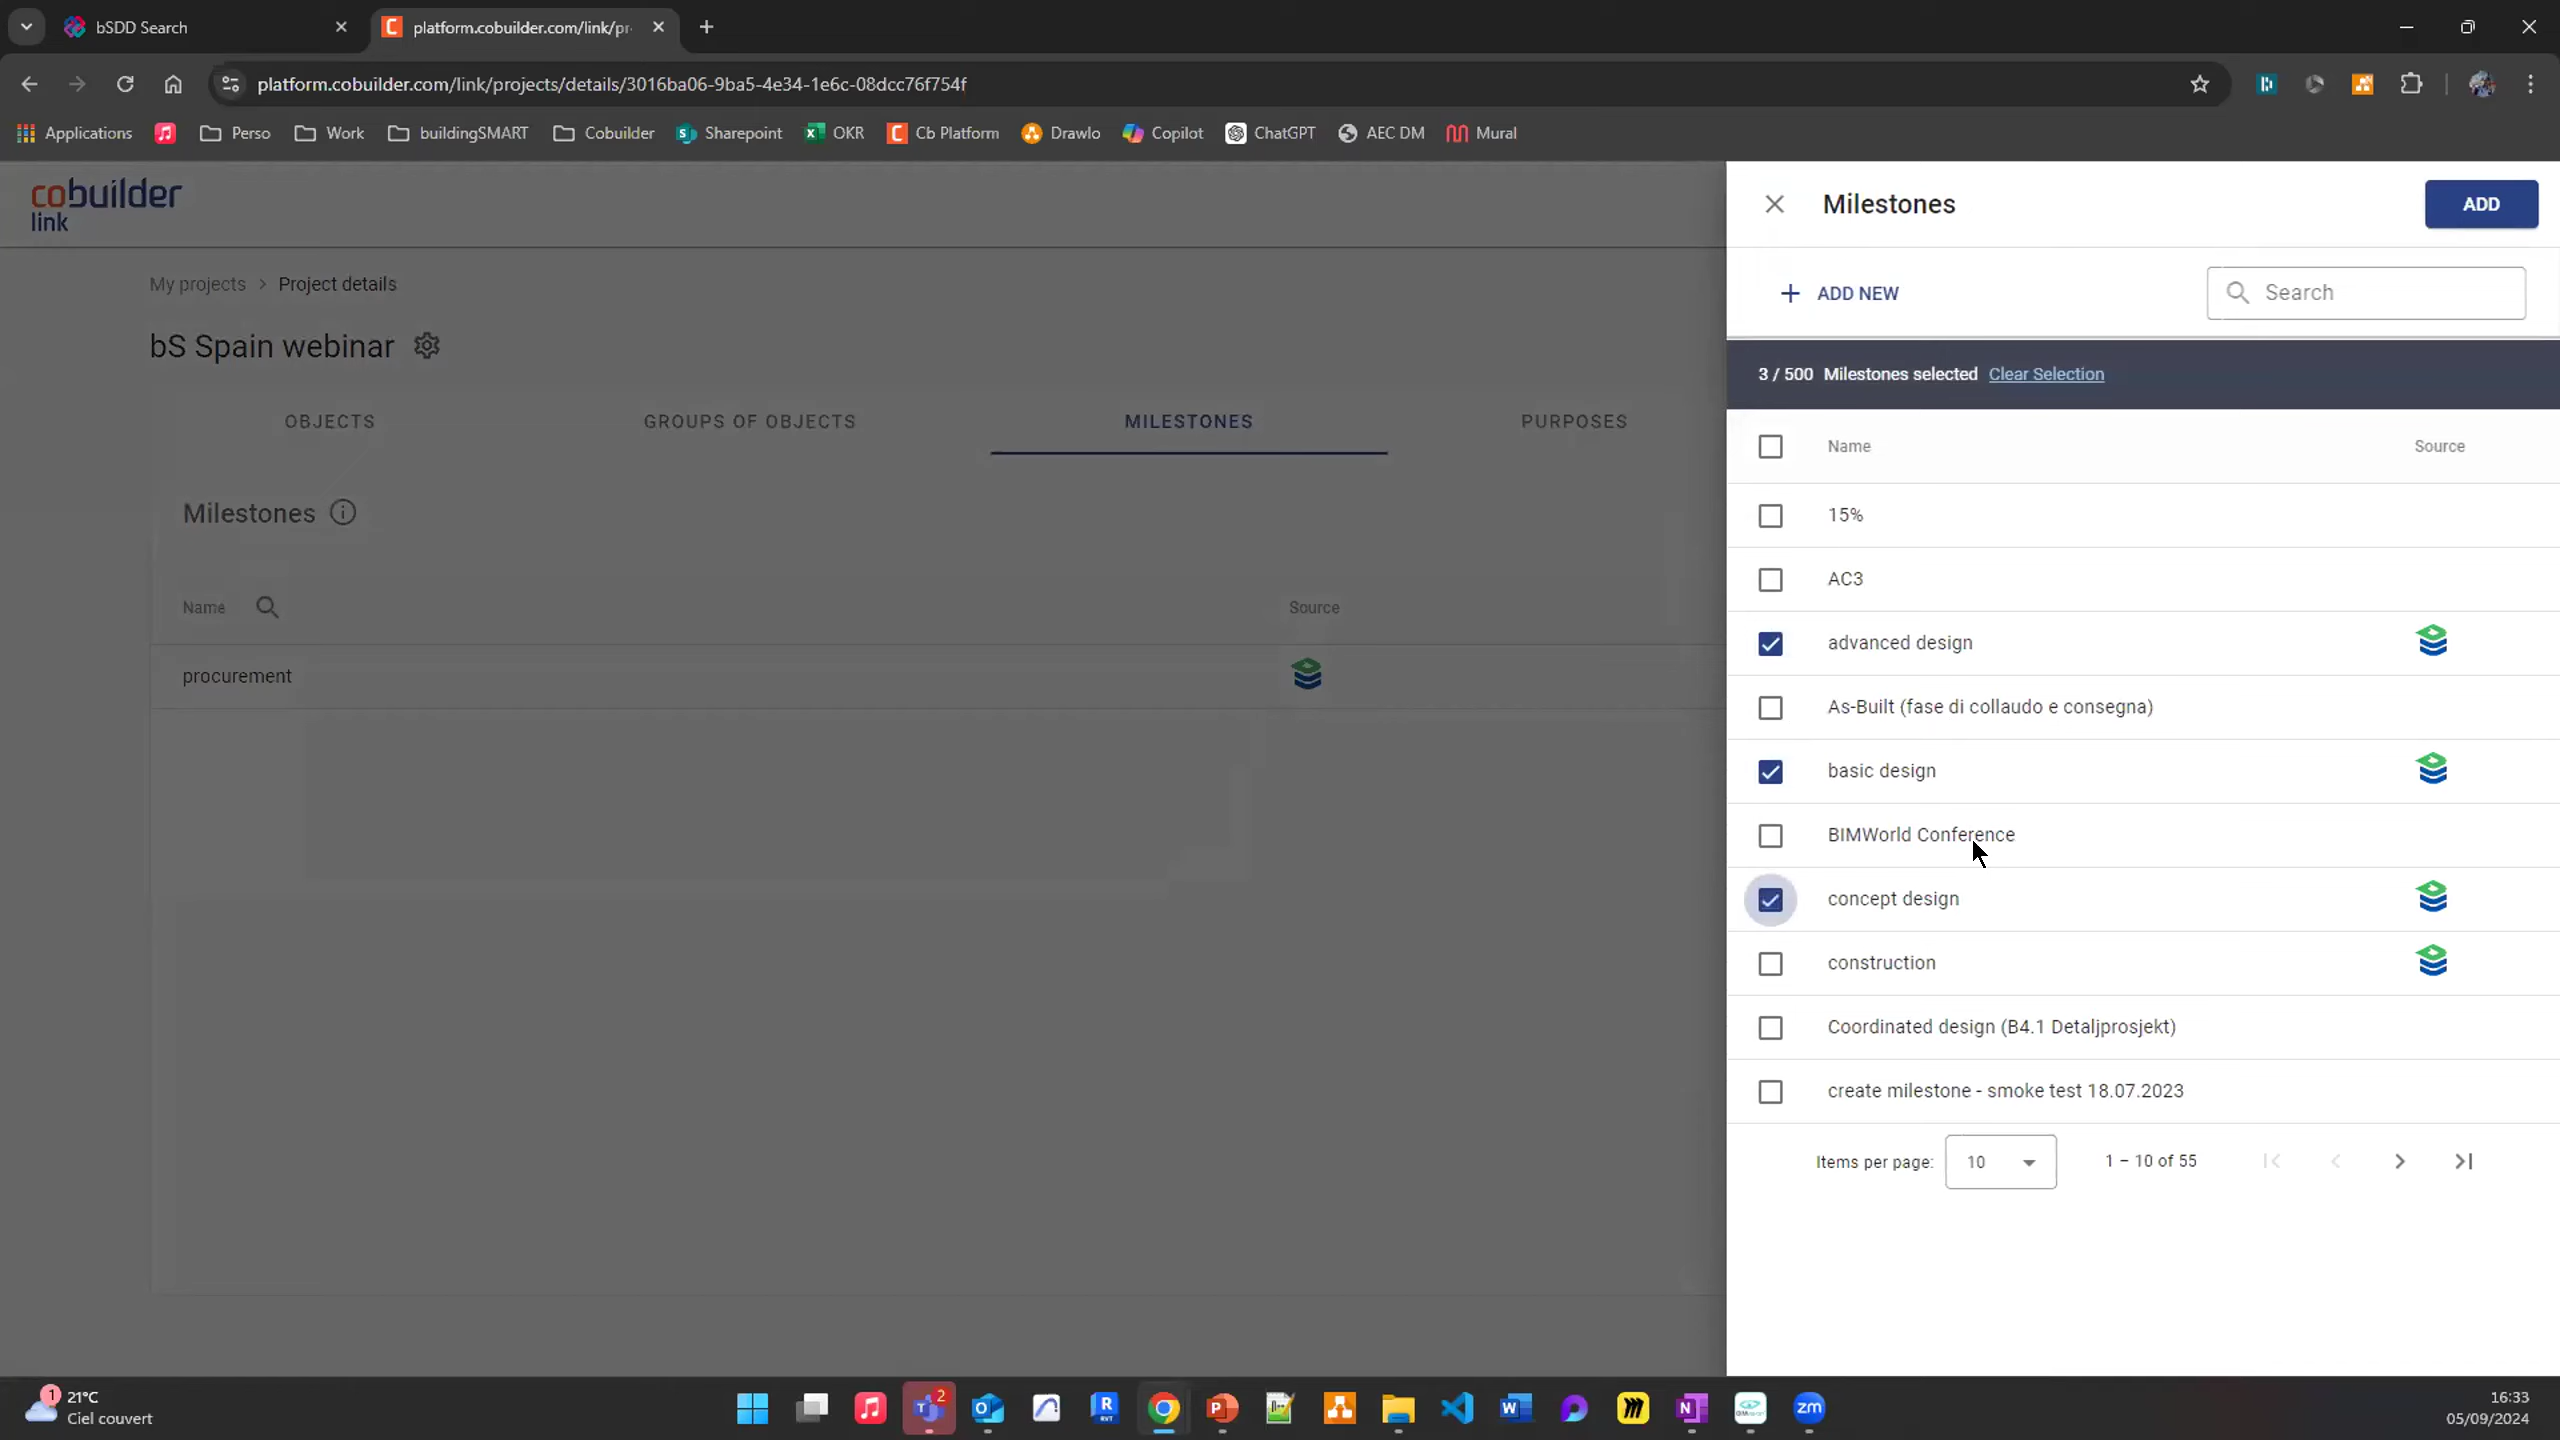 bSDD Search
platform.cobuilder.com/link/pr
platform.cobuilder.com/link/projects/details/3016ba06-9ba5-4e34-1e6c-08dcc76f754f
Applications
Perso
Work
buildingSMART
Cobuilder
Sharepoint
OKR
Cb Platform
DrawIo
Copilot
ChatGPT
AEC DM
Mural
cobuilder
link
My projects > Project details
bS Spain webinar
OBJECTS
GROUPS OF OBJECTS
MILESTONES
PURPOSES
Milestones
Name
Source
procurement
Milestones
ADD
+ ADD NEW
Search
3 / 500 Milestones selected Clear Selection
Name
Source
15%
AC3
advanced design
As-Built (fase di collaudo e consegna)
basic design
BIMWorld Conference
concept design
construction
Coordinated design (B4.1 Detaljprosjekt)
create milestone - smoke test 18.07.2023
Items per page: 10
1 – 10 of 55
1
21°C
Ciel couvert
2
zm
16:33
05/09/2024